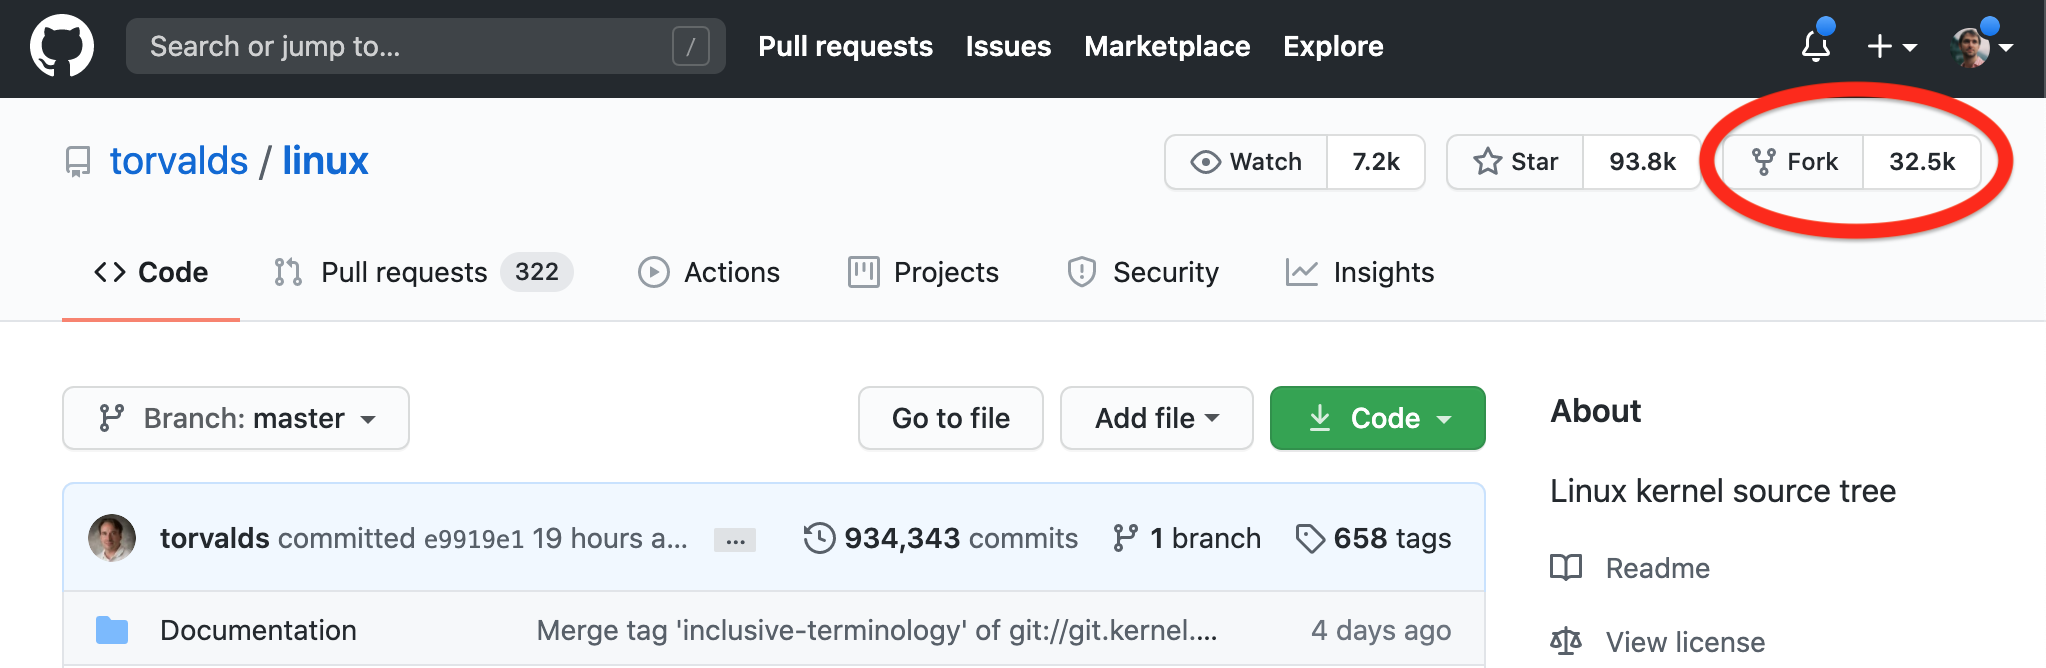 Search or jump to... /
Pull requests Issues Marketplace Explore
torvalds / linux
Watch 7.2k
Star 93.8k
Fork 32.5k
Code
Pull requests 322
Actions
Projects
Security
Insights
Branch: master
Go to file
Add file
Code
torvalds committed e9919e1 19 hours a... ...
934,343 commits
1 branch
658 tags
Documentation Merge tag 'inclusive-terminology' of git://git.kernel.... 4 days ago
About
Linux kernel source tree
Readme
View license